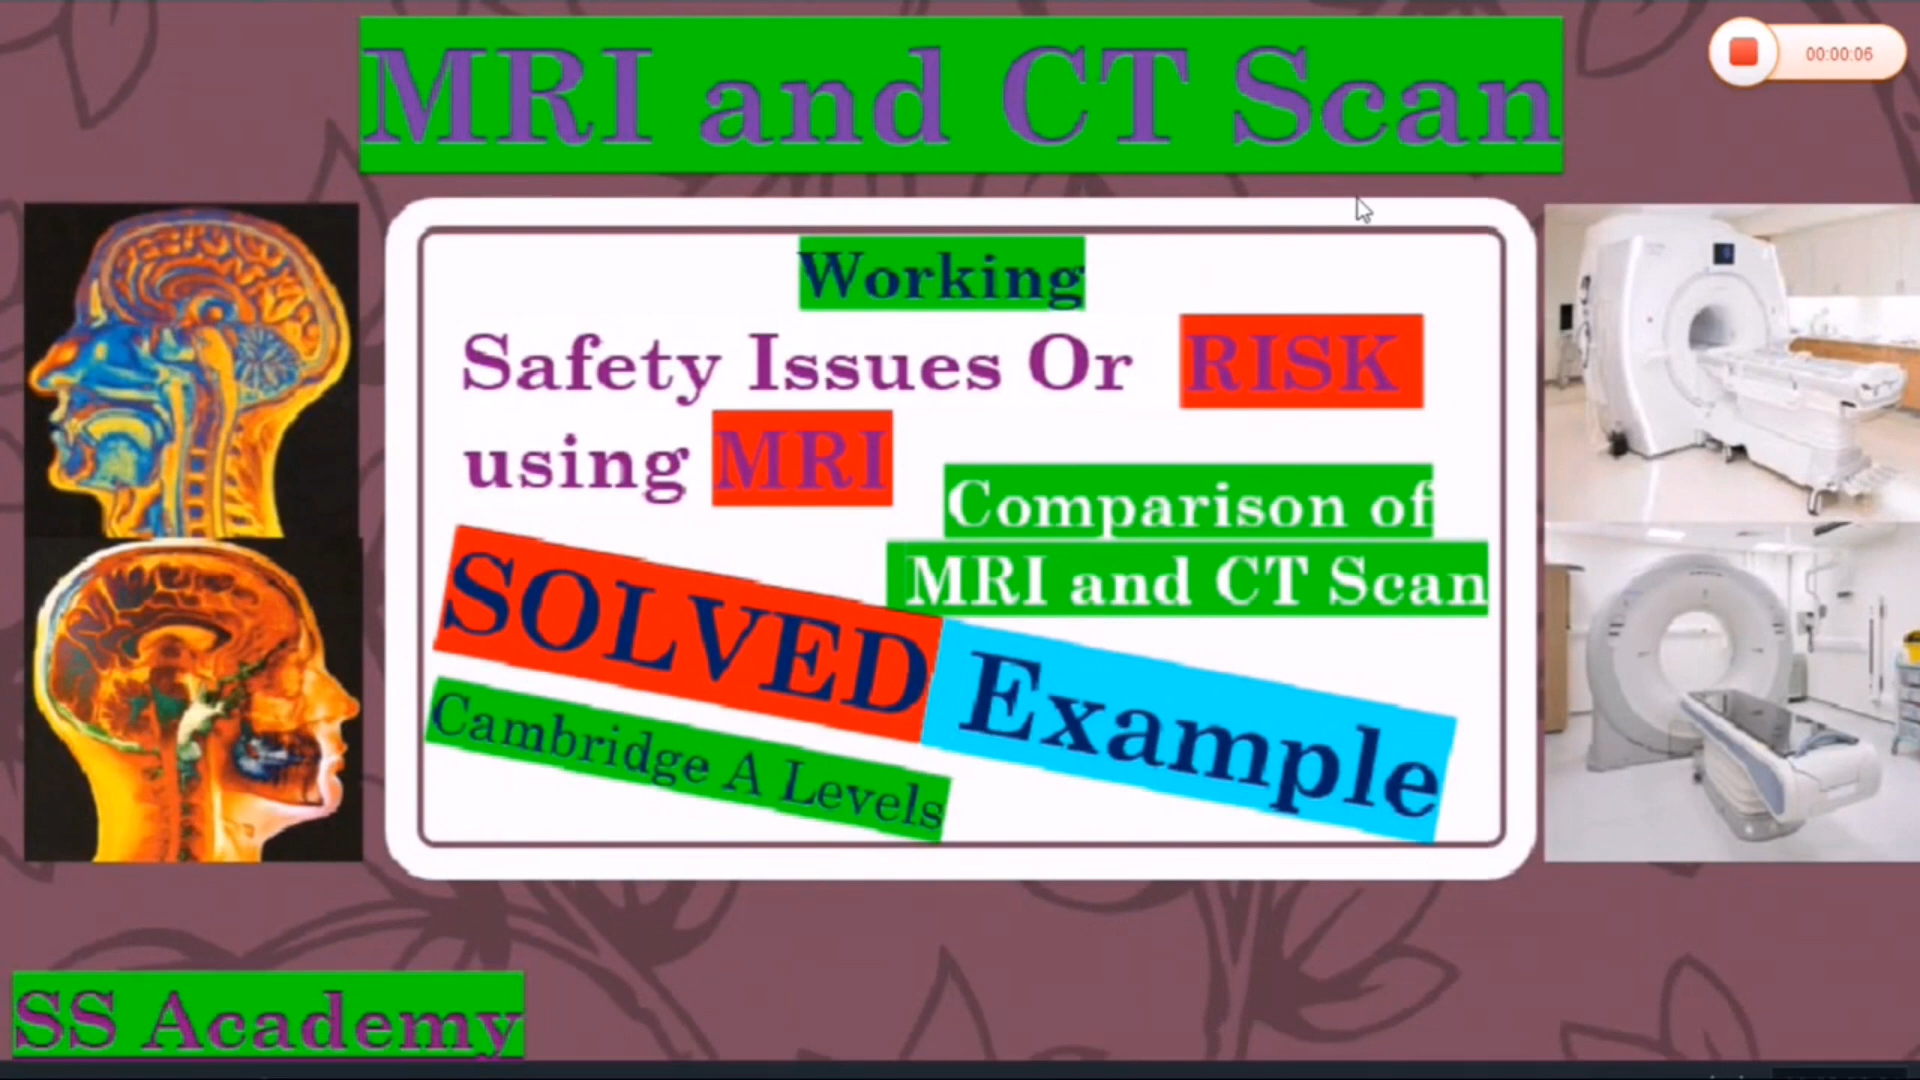 MRI and CT Scan
00:00:06
Working
Safety Issues Or RISK
using MRI
Comparison of
MRI and CT Scan
SOLVED Example
Cambridge A Levels
SS Academy